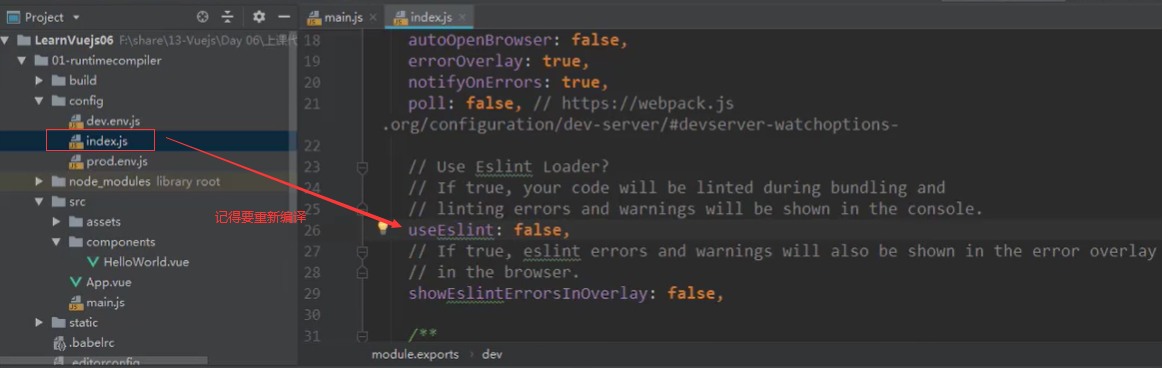 Project
main.js
index.js
LearnVuejs06 F:\share\13-Vuejs\Day 06\上课代
01-runtimecompiler
build
config
dev.env.js
index.js
prod.env.js
node_modules library root
src
assets
components
HelloWorld.vue
App.vue
main.js
static
.babelrc
.editorconfig
记得要重新编译
18 autoOpenBrowser: false,
19 errorOverlay: true,
20 notifyOnErrors: true,
21 poll: false, // https://webpack.js
.org/configuration/dev-server/#devserver-watchoptions-
22
23 // Use Eslint Loader?
24 // If true, your code will be linted during bundling and
25 // linting errors and warnings will be shown in the console.
26 useEslint: false,
27 // If true, eslint errors and warnings will also be shown in the error overlay
28 // in the browser.
29 showEslintErrorsInOverlay: false,
30
31 /**
module.exports › dev